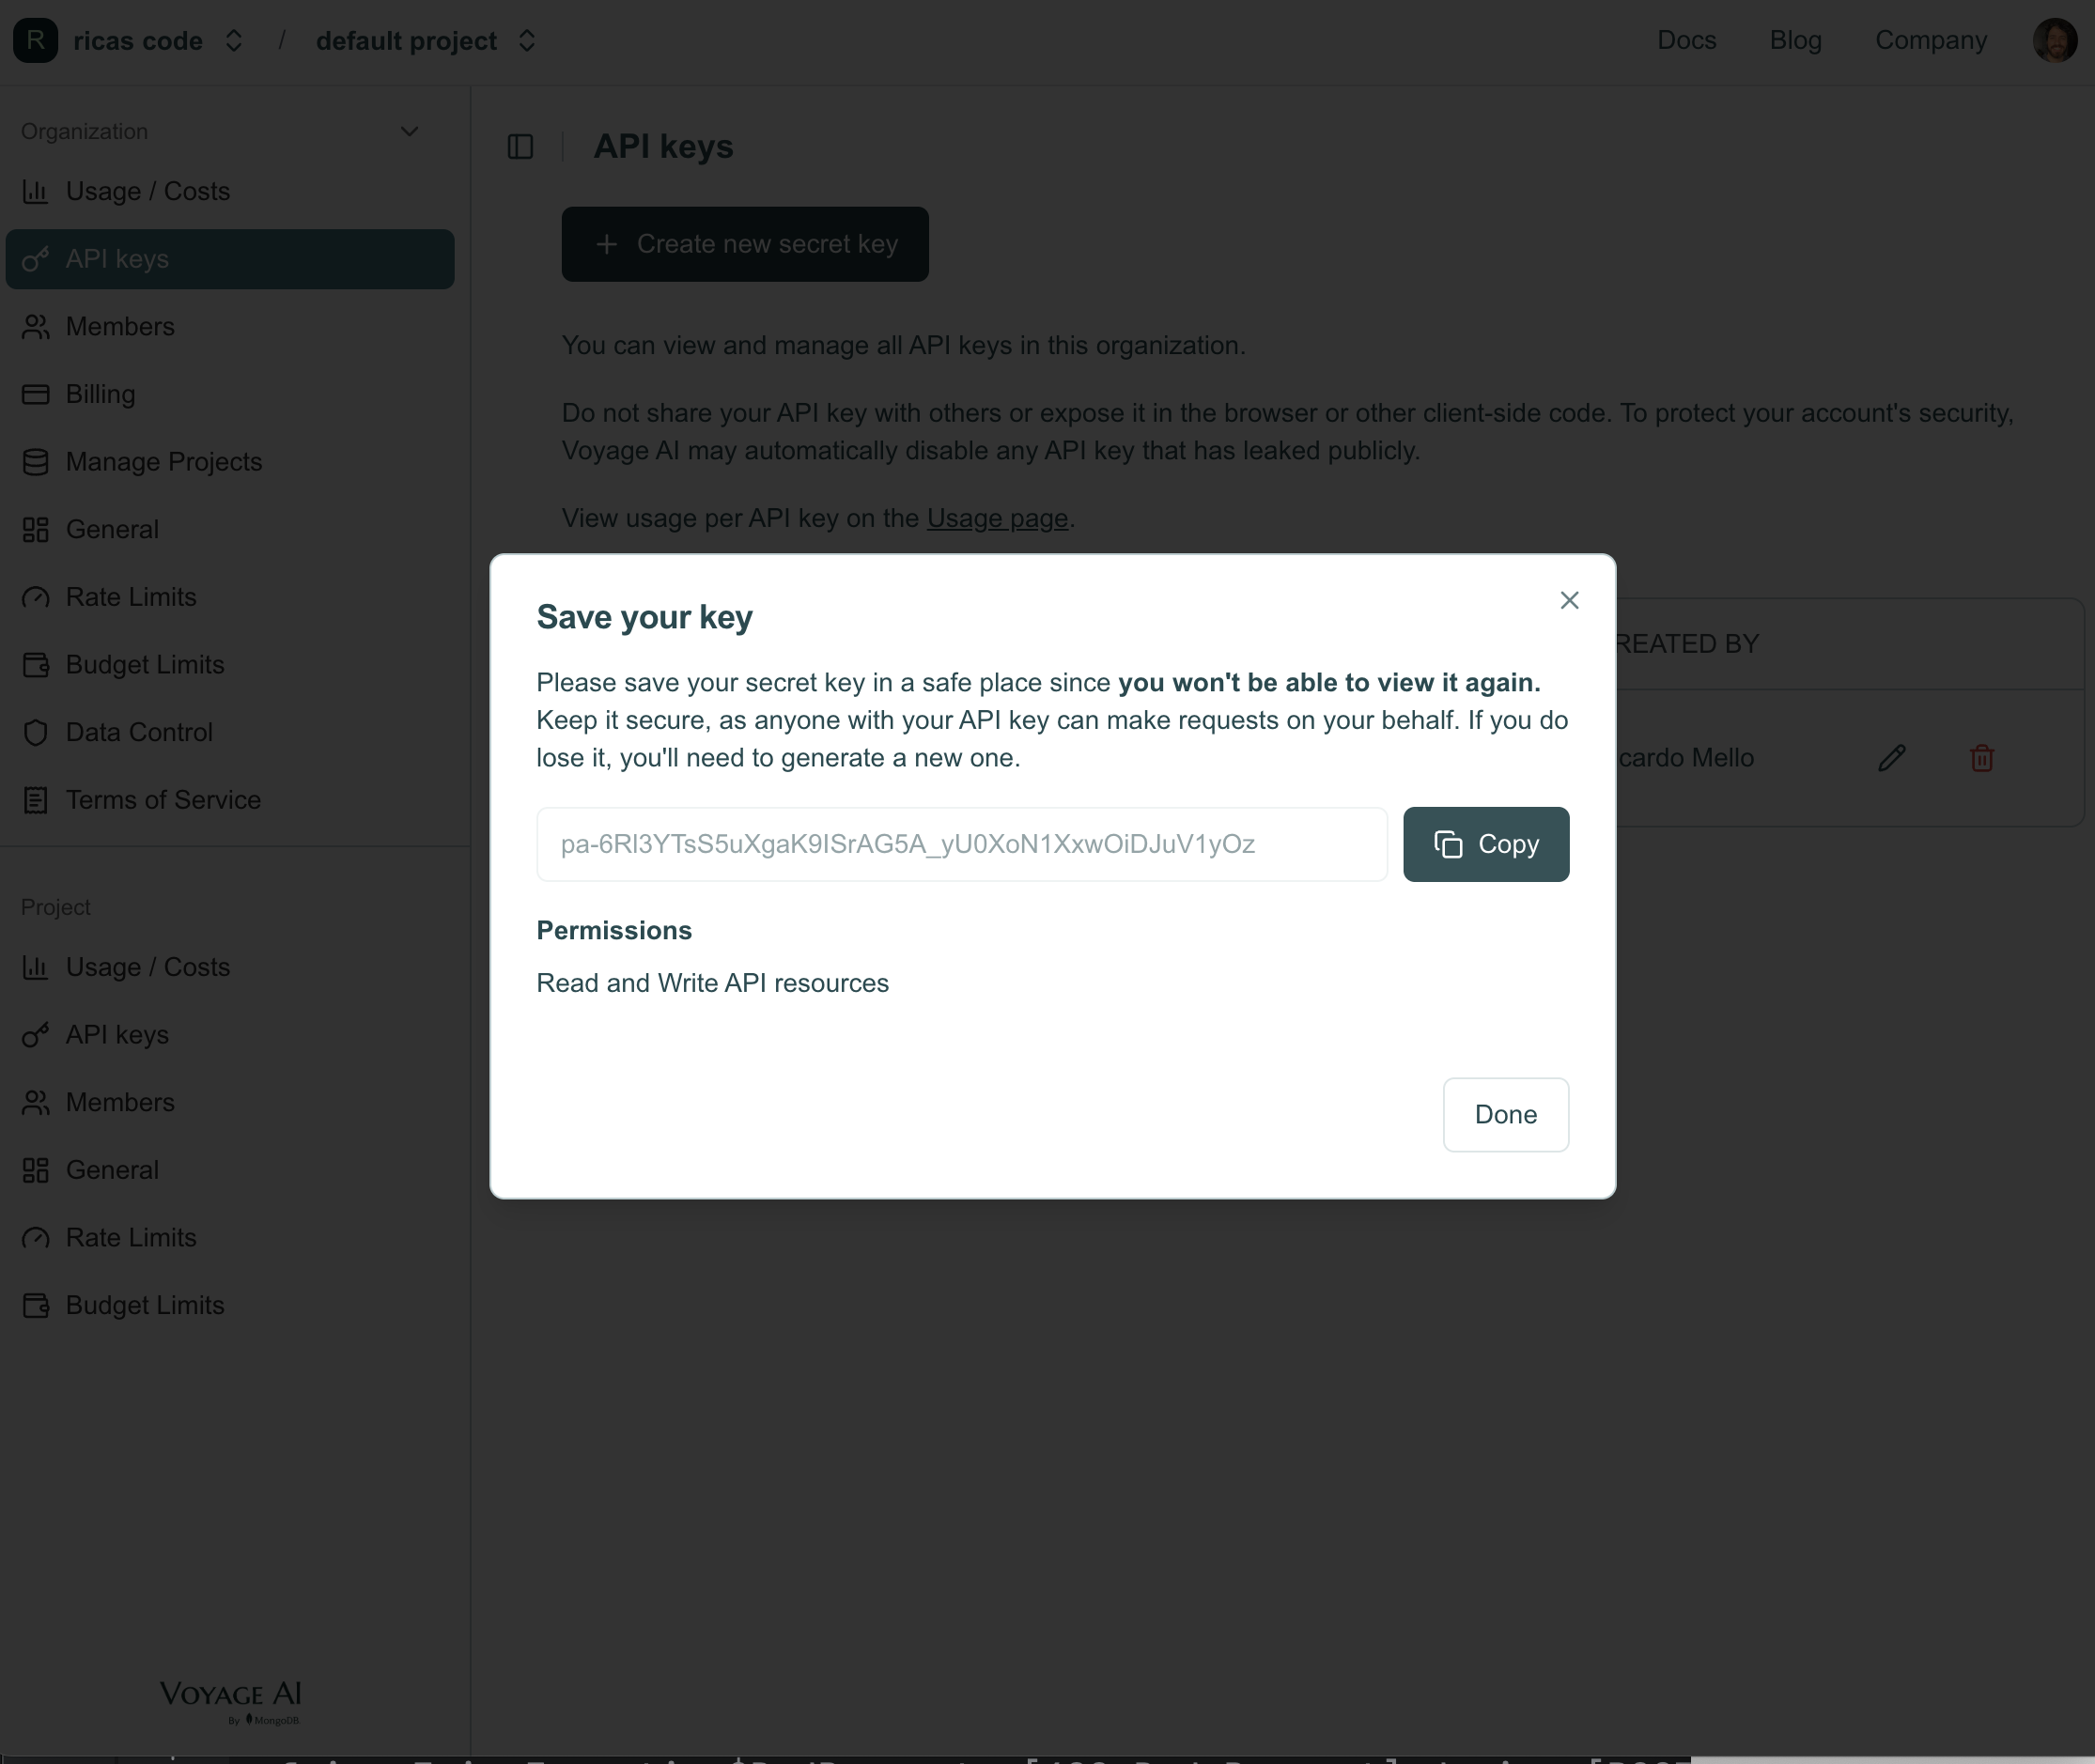 R ricas code / default project
Docs Blog Company
Organization
Usage / Costs
API keys
Members
Billing
Manage Projects
General
Rate Limits
Budget Limits
Data Control
Terms of Service
Project
Usage / Costs
API keys
Members
General
Rate Limits
Budget Limits
VOYAGE AI
By MongoDB
API keys
+ Create new secret key
You can view and manage all API keys in this organization.
Do not share your API key with others or expose it in the browser or other client-side code. To protect your account's security,
Voyage AI may automatically disable any API key that has leaked publicly.
View usage per API key on the Usage page.
REATED BY
cardo Mello
Save your key
Please save your secret key in a safe place since you won't be able to view it again.
Keep it secure, as anyone with your API key can make requests on your behalf. If you do
lose it, you'll need to generate a new one.
Copy
Permissions
Read and Write API resources
Done